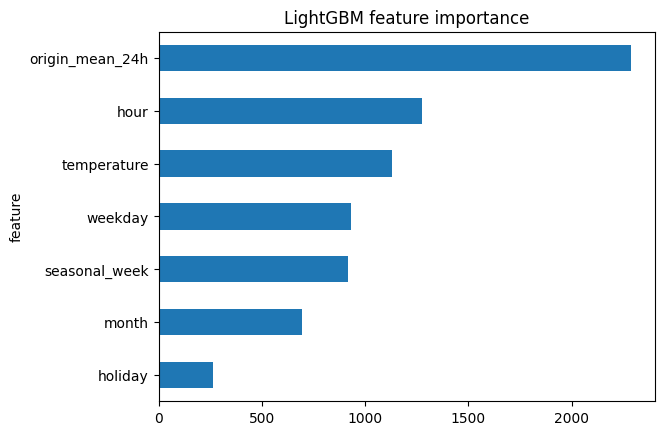 LightGBM feature importance
feature
origin_mean_24h
hour
temperature
weekday
seasonal_week
month
holiday
0 500 1000 1500 2000